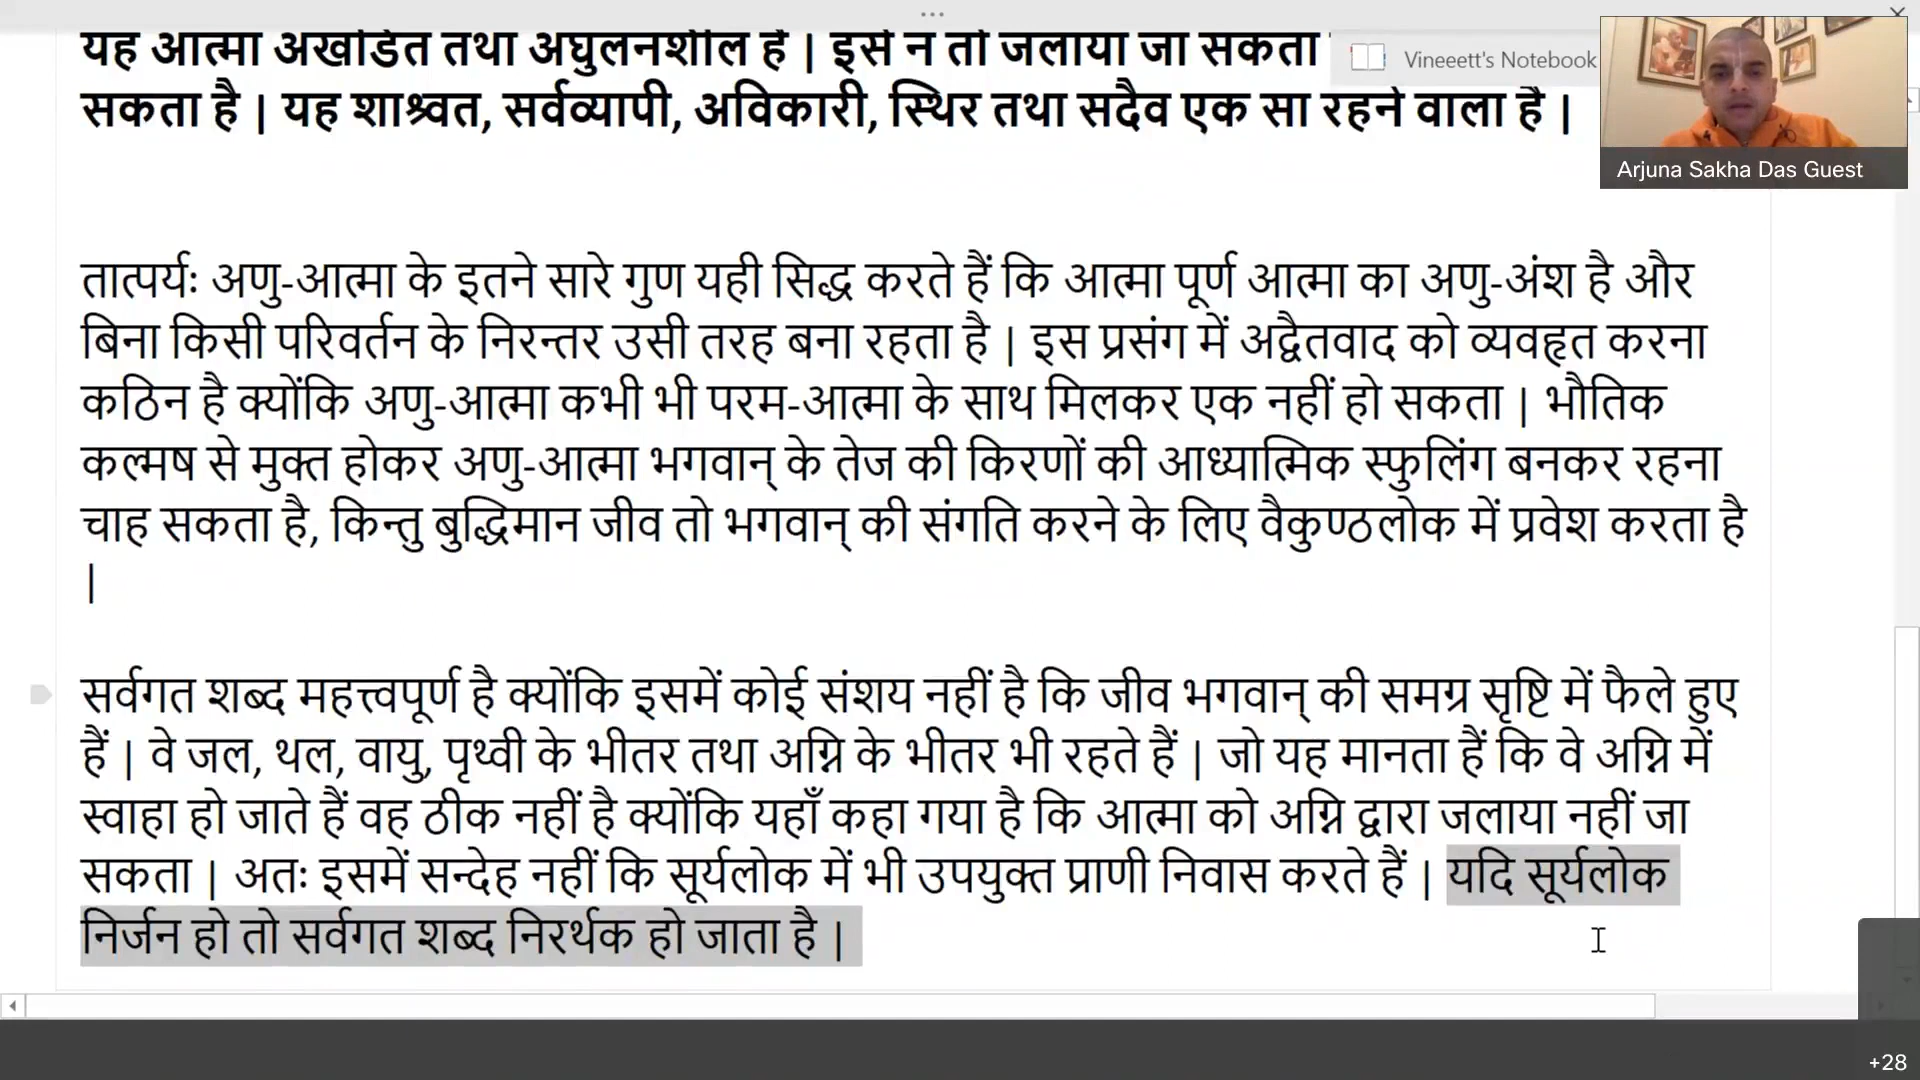 यह आत्मा अखंडित तथा अघुलनशील है | इसे न तो जलाया जा सकता
Vineeett's Notebook
सकता है | यह शाश्र्वत, सर्वव्यापी, अविकारी, स्थिर तथा सदैव एक सा रहने वाला है |
Arjuna Sakha Das Guest
तात्पर्यः अणु-आत्मा के इतने सारे गुण यही सिद्ध करते हैं कि आत्मा पूर्ण आत्मा का अणु-अंश है और
बिना किसी परिवर्तन के निरन्तर उसी तरह बना रहता है | इस प्रसंग में अद्वैतवाद को व्यवहृत करना
कठिन है क्योंकि अणु-आत्मा कभी भी परम-आत्मा के साथ मिलकर एक नहीं हो सकता | भौतिक
कल्मष से मुक्त होकर अणु-आत्मा भगवान् के तेज की किरणों की आध्यात्मिक स्फुलिंग बनकर रहना
चाह सकता है, किन्तु बुद्धिमान जीव तो भगवान् की संगति करने के लिए वैकुण्ठलोक में प्रवेश करता है
|
सर्वगत शब्द महत्त्वपूर्ण है क्योंकि इसमें कोई संशय नहीं है कि जीव भगवान् की समग्र सृष्टि में फैले हुए
हैं | वे जल, थल, वायु, पृथ्वी के भीतर तथा अग्नि के भीतर भी रहते हैं | जो यह मानता हैं कि वे अग्नि में
स्वाहा हो जाते हैं वह ठीक नहीं है क्योंकि यहाँ कहा गया है कि आत्मा को अग्नि द्वारा जलाया नहीं जा
सकता | अतः इसमें सन्देह नहीं कि सूर्यलोक में भी उपयुक्त प्राणी निवास करते हैं | यदि सूर्यलोक
निर्जन हो तो सर्वगत शब्द निरर्थक हो जाता है |
+28